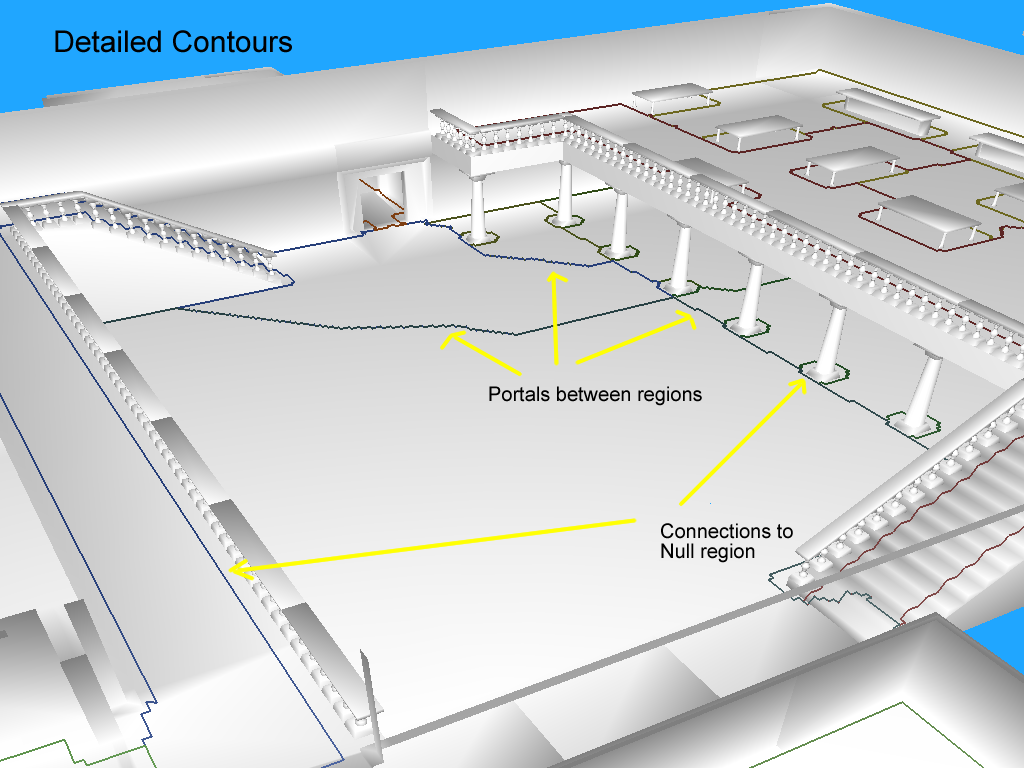 Detailed Contours
Portals between regions
Connections to
Null region